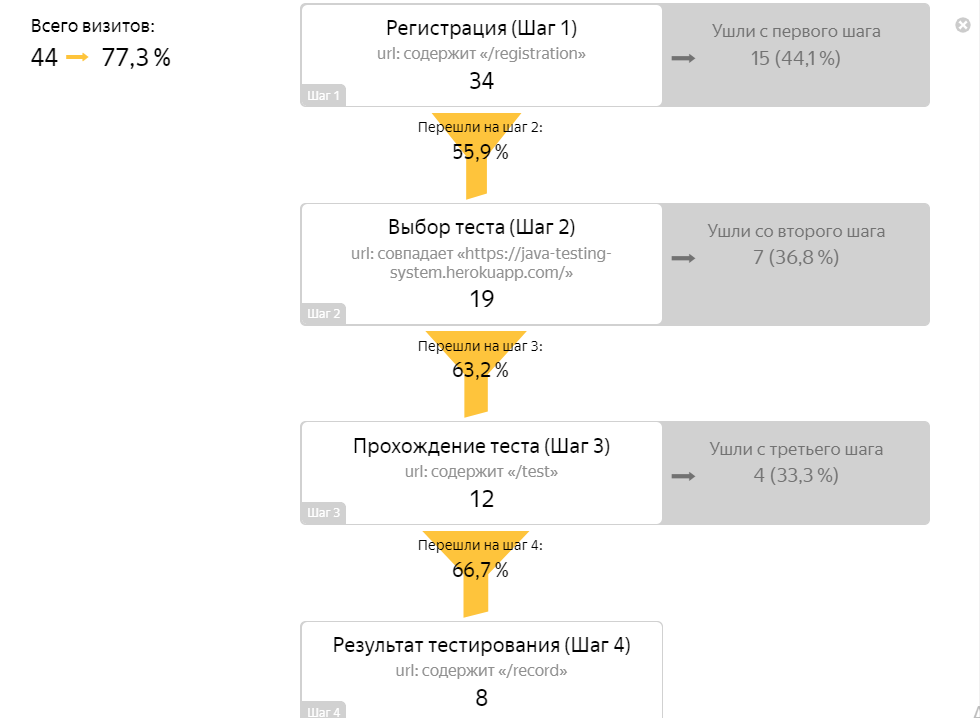 Всего визитов:
44 77,3 %
Регистрация (Шаг 1)
url: содержит «/registration»
34
Шаг 1
Ушли с первого шага
15 (44,1 %)
Перешли на шаг 2:
55,9 %
Выбор теста (Шаг 2)
url: совпадает «https://java-testing-
system.herokuapp.com/»
19
Шаг 2
Ушли со второго шага
7 (36,8 %)
Перешли на шаг 3:
63,2 %
Прохождение теста (Шаг 3)
url: содержит «/test»
12
Шаг 3
Ушли с третьего шага
4 (33,3 %)
Перешли на шаг 4:
66,7 %
Результат тестирования (Шаг 4)
url: содержит «/record»
8
Шаг 4